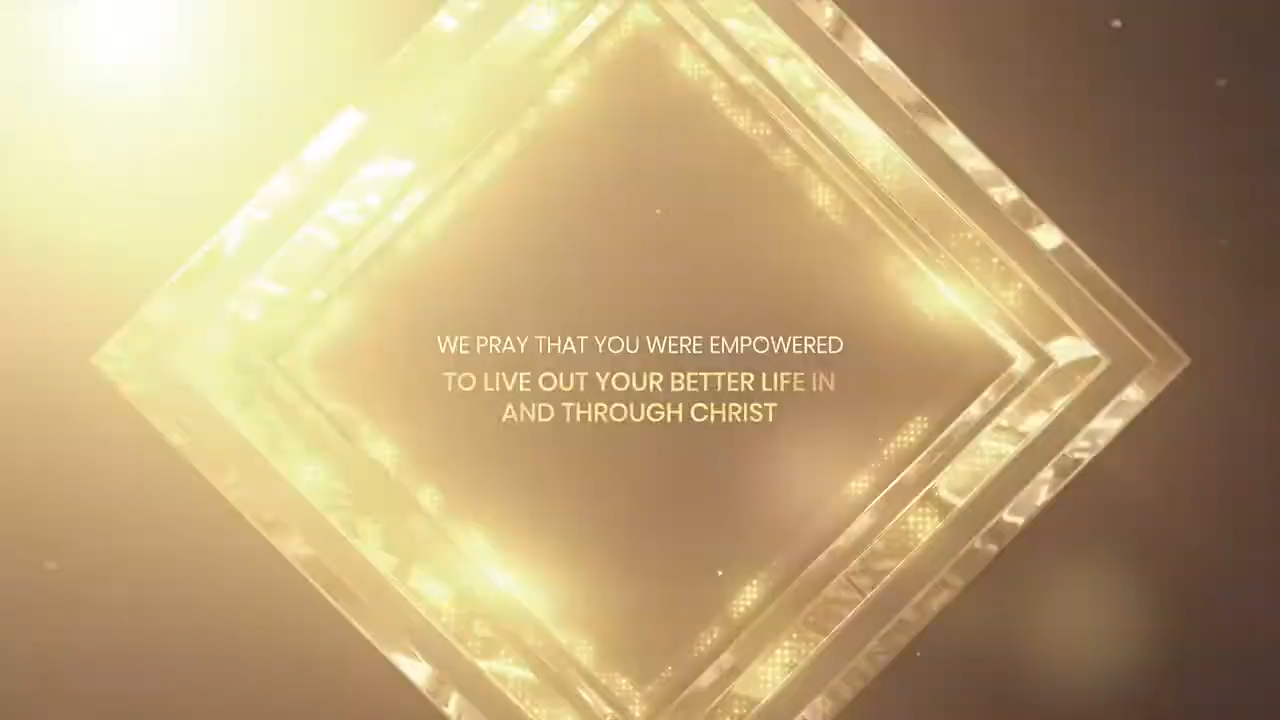 WE PRAY THAT YOU WERE EMPOWERED
TO LIVE OUT YOUR BETTER LIFE IN
AND THROUGH CHRIST